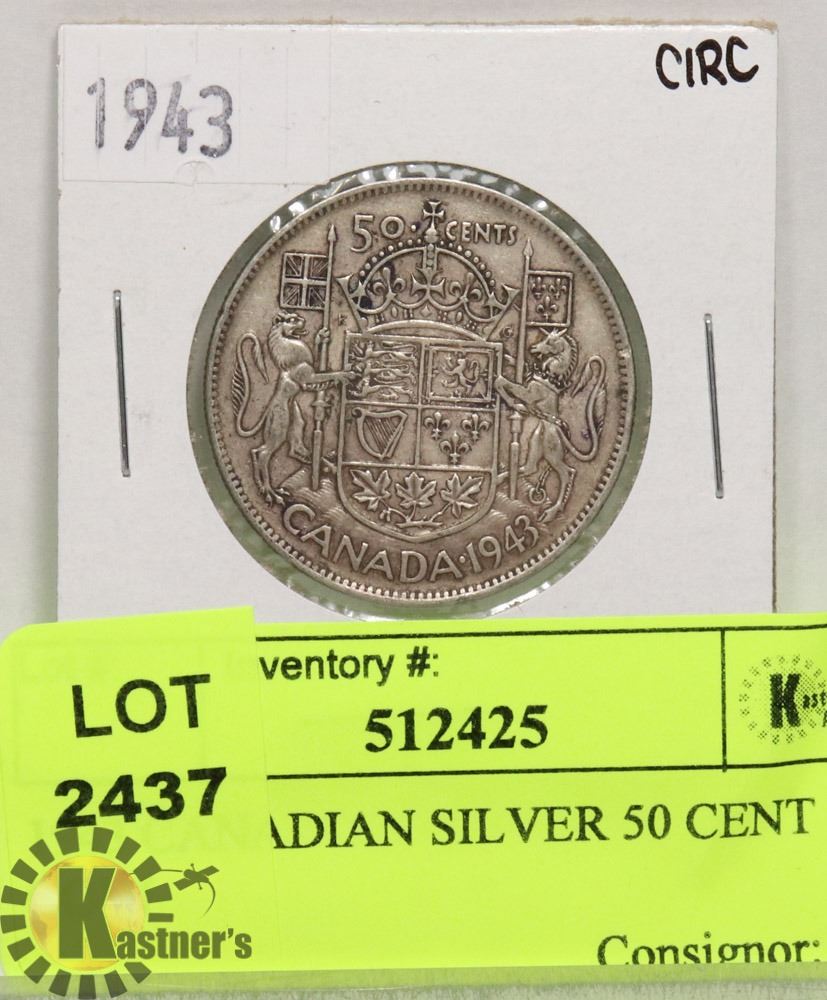 1943
CIRC
50 CENTS
K G
CANADA·1943
ventory #:
LOT
512425
2437
ADIAN SILVER 50 CENT
Kastner's
Consignor: